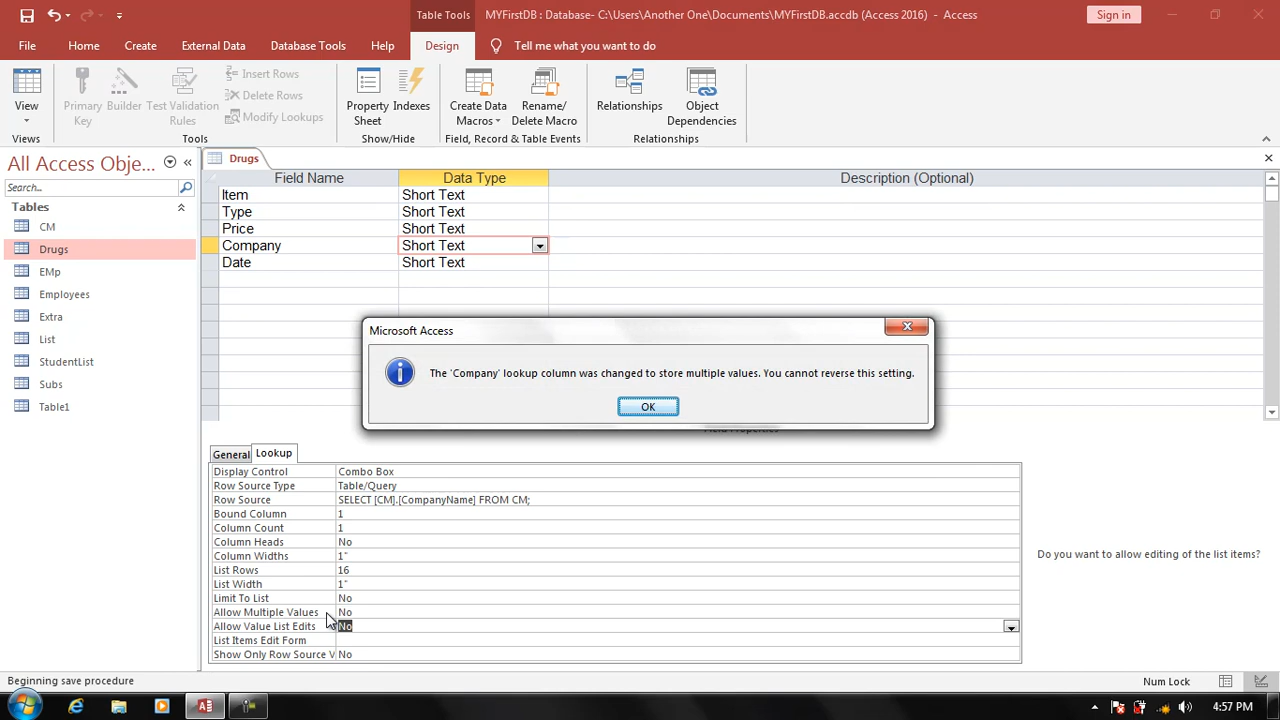 Table Tools
MYFirstDB : Database- C:\Users\Another One\Documents\MYFirstDB.accdb (Access 2016) - Access
Sign in
File Home Create External Data Database Tools Help Design Tell me what you want to do
View
Views
Primary Key
Builder
Test Validation Rules
Insert Rows
Delete Rows
Modify Lookups
Tools
Property Sheet
Indexes
Show/Hide
Create Data Macros
Rename/ Delete Macro
Field, Record & Table Events
Relationships
Object Dependencies
Relationships
All Access Obje...
Search...
Tables
CM
Drugs
EMp
Employees
Extra
List
StudentList
Subs
Table1
Drugs
Field Name Data Type Description (Optional)
Item Short Text
Type Short Text
Price Short Text
Company Short Text
Date Short Text
Microsoft Access
The 'Company' lookup column was changed to store multiple values. You cannot reverse this setting.
OK
Field Properties
General Lookup
Display Control Combo Box
Row Source Type Table/Query
Row Source SELECT [CM].[CompanyName] FROM CM;
Bound Column 1
Column Count 1
Column Heads No
Column Widths 1"
List Rows 16
List Width 1"
Limit To List No
Allow Multiple Values No
Allow Value List Edits No
List Items Edit Form
Show Only Row Source V No
Do you want to allow editing of the list items?
Beginning save procedure
Num Lock
4:57 PM